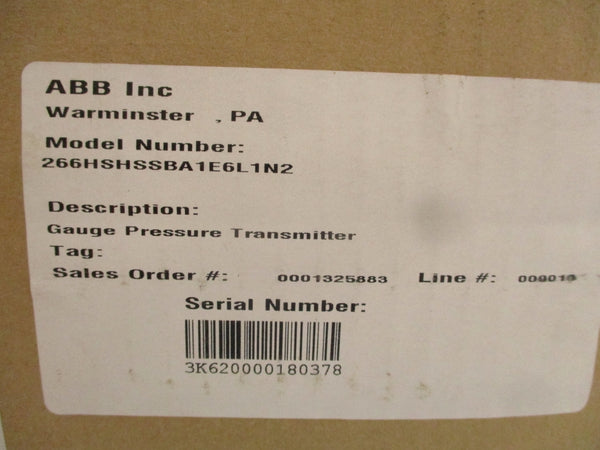 ABB Inc
Warminster , PA
Model Number:
266HSHSSBA1E6L1N2
Description:
Gauge Pressure Transmitter
Tag:
Sales Order #: 0001325883 Line #:
Serial Number:
3K620000180378